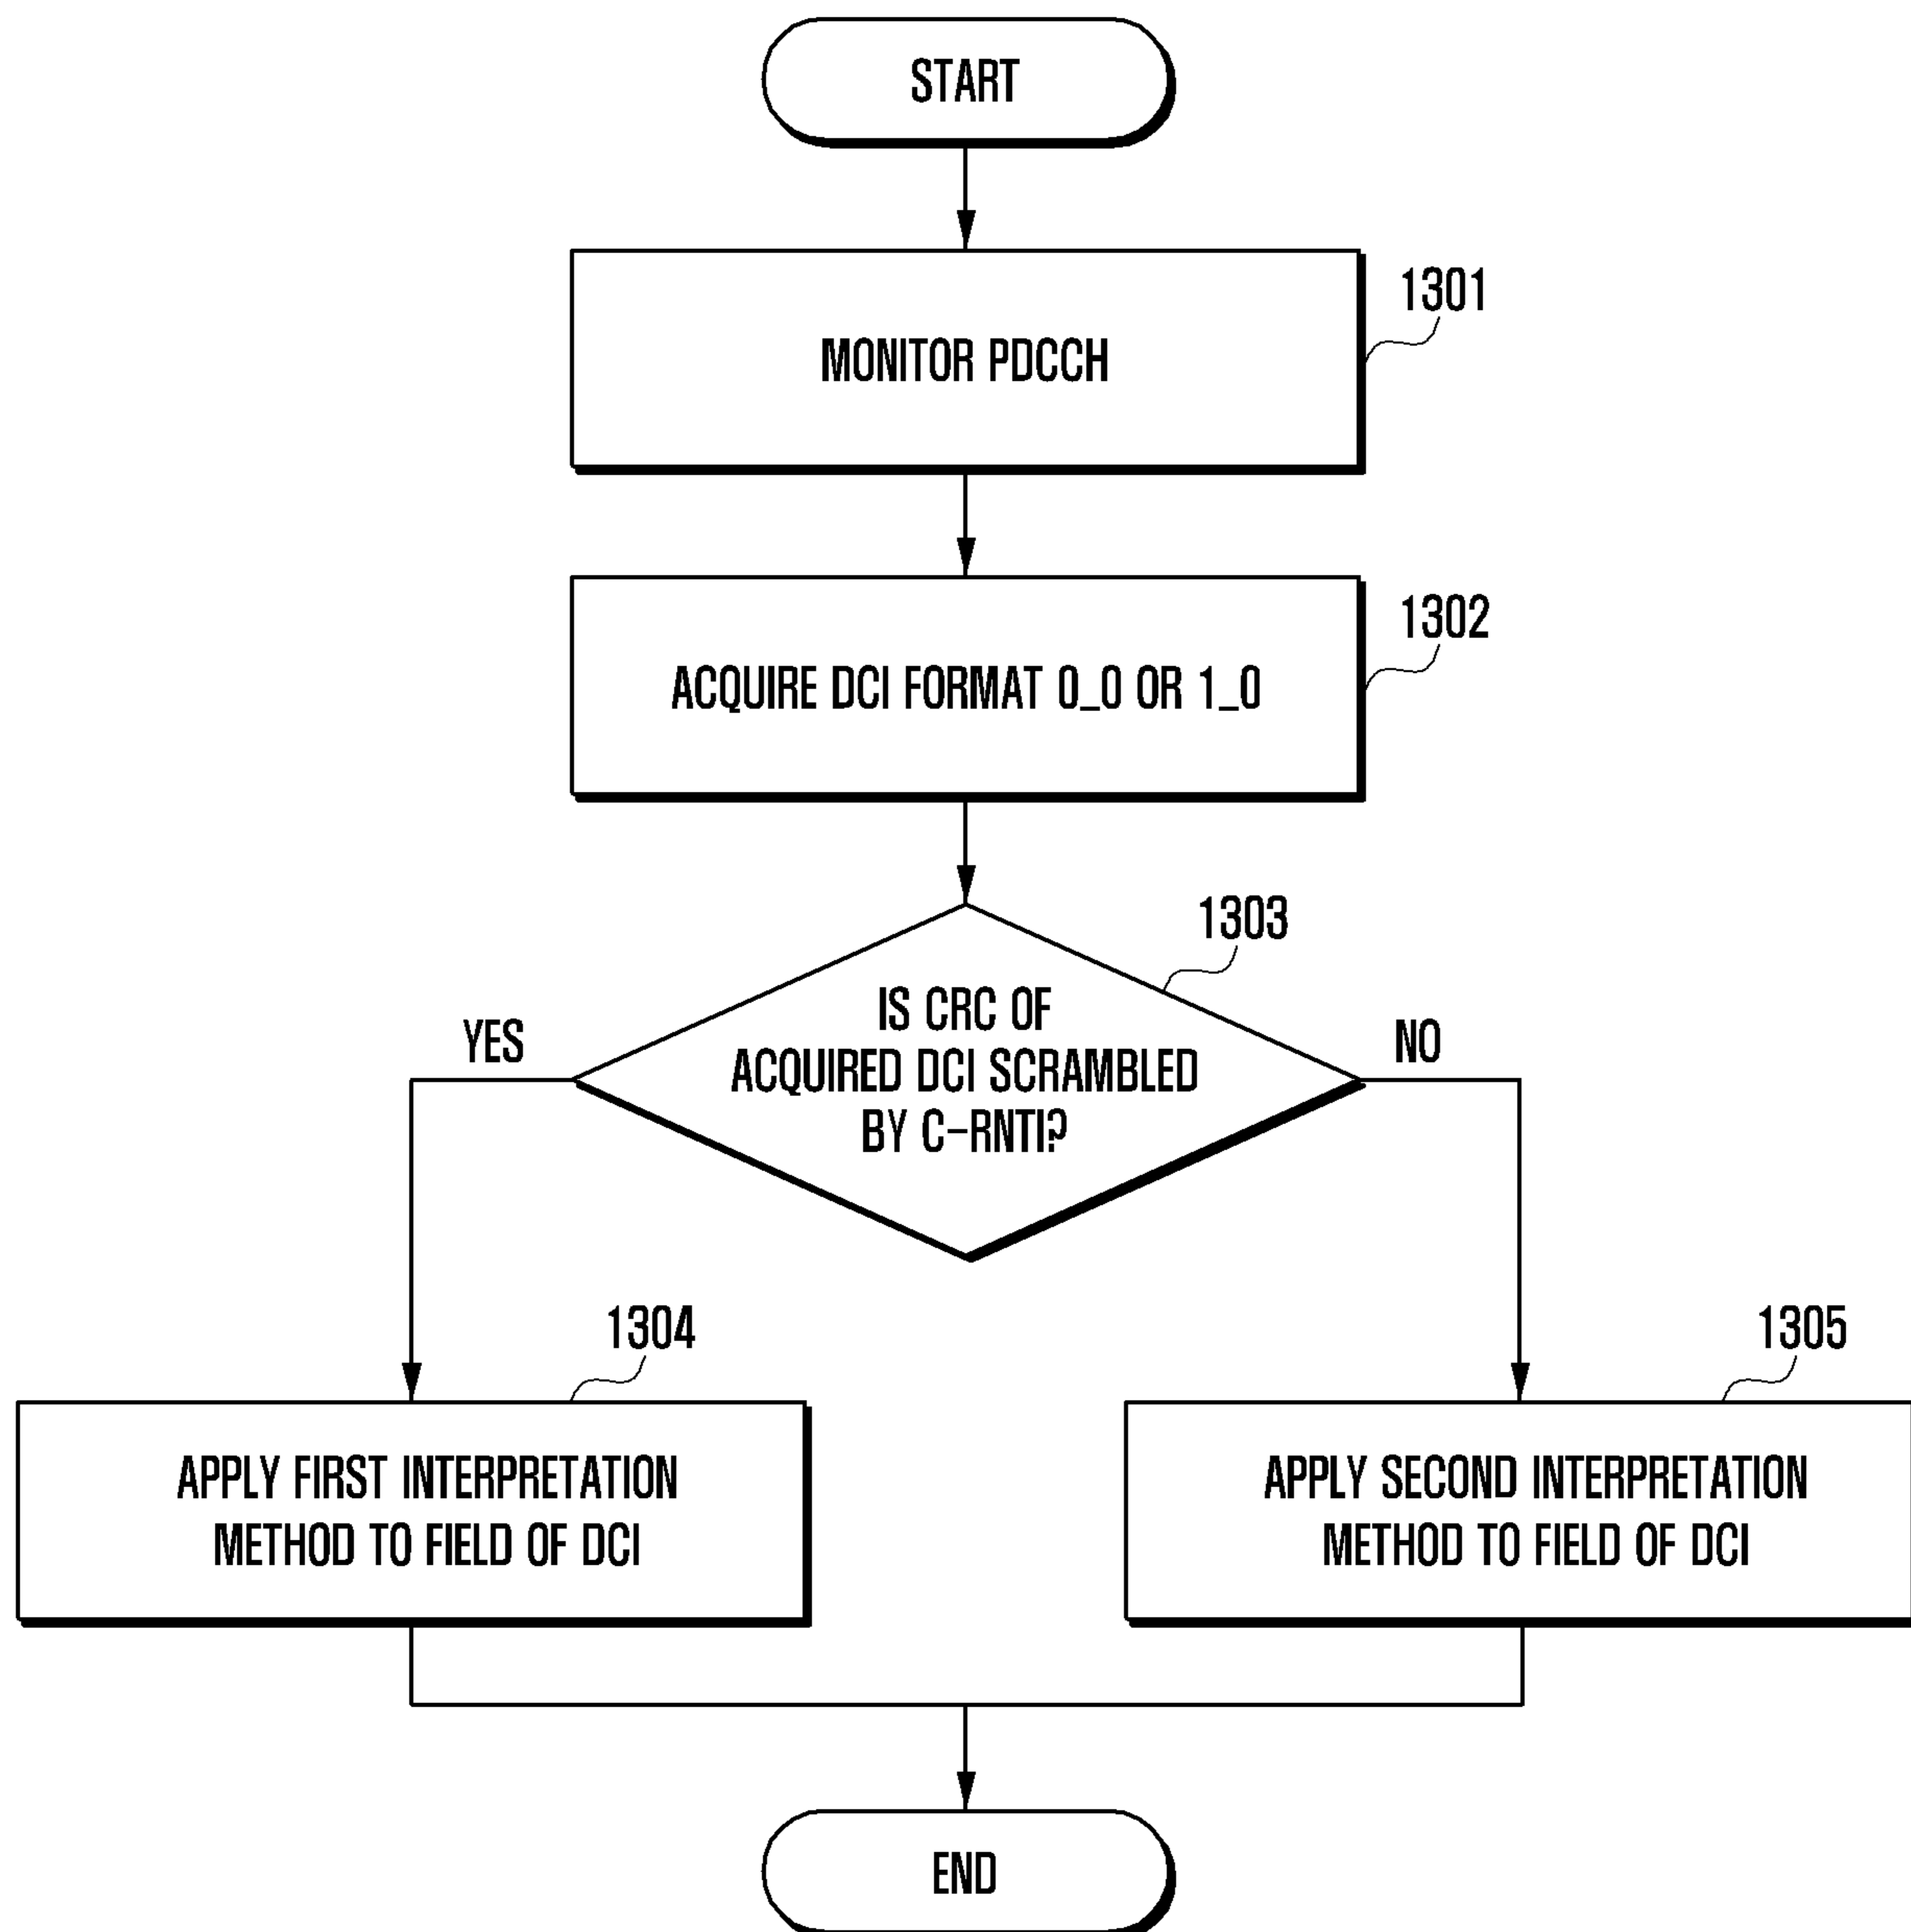 START
MONITOR PDCCH
1301
ACQUIRE DCI FORMAT 0_0 OR 1_0
1302
1303
IS CRC OF
ACQUIRED DCI SCRAMBLED
BY C-RNTI?
YES
NO
1304
APPLY FIRST INTERPRETATION
METHOD TO FIELD OF DCI
1305
APPLY SECOND INTERPRETATION
METHOD TO FIELD OF DCI
END